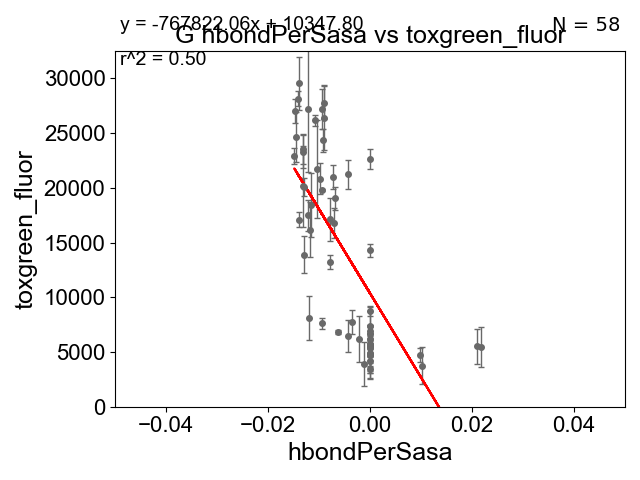 y = -767822.06x + 10347.80
N = 58
G hbondPerSasa vs toxgreen_fluor
r^2 = 0.50
30000
25000
20000
15000
10000
5000
0
toxgreen_fluor
−0.04 −0.02 0.00 0.02 0.04
hbondPerSasa